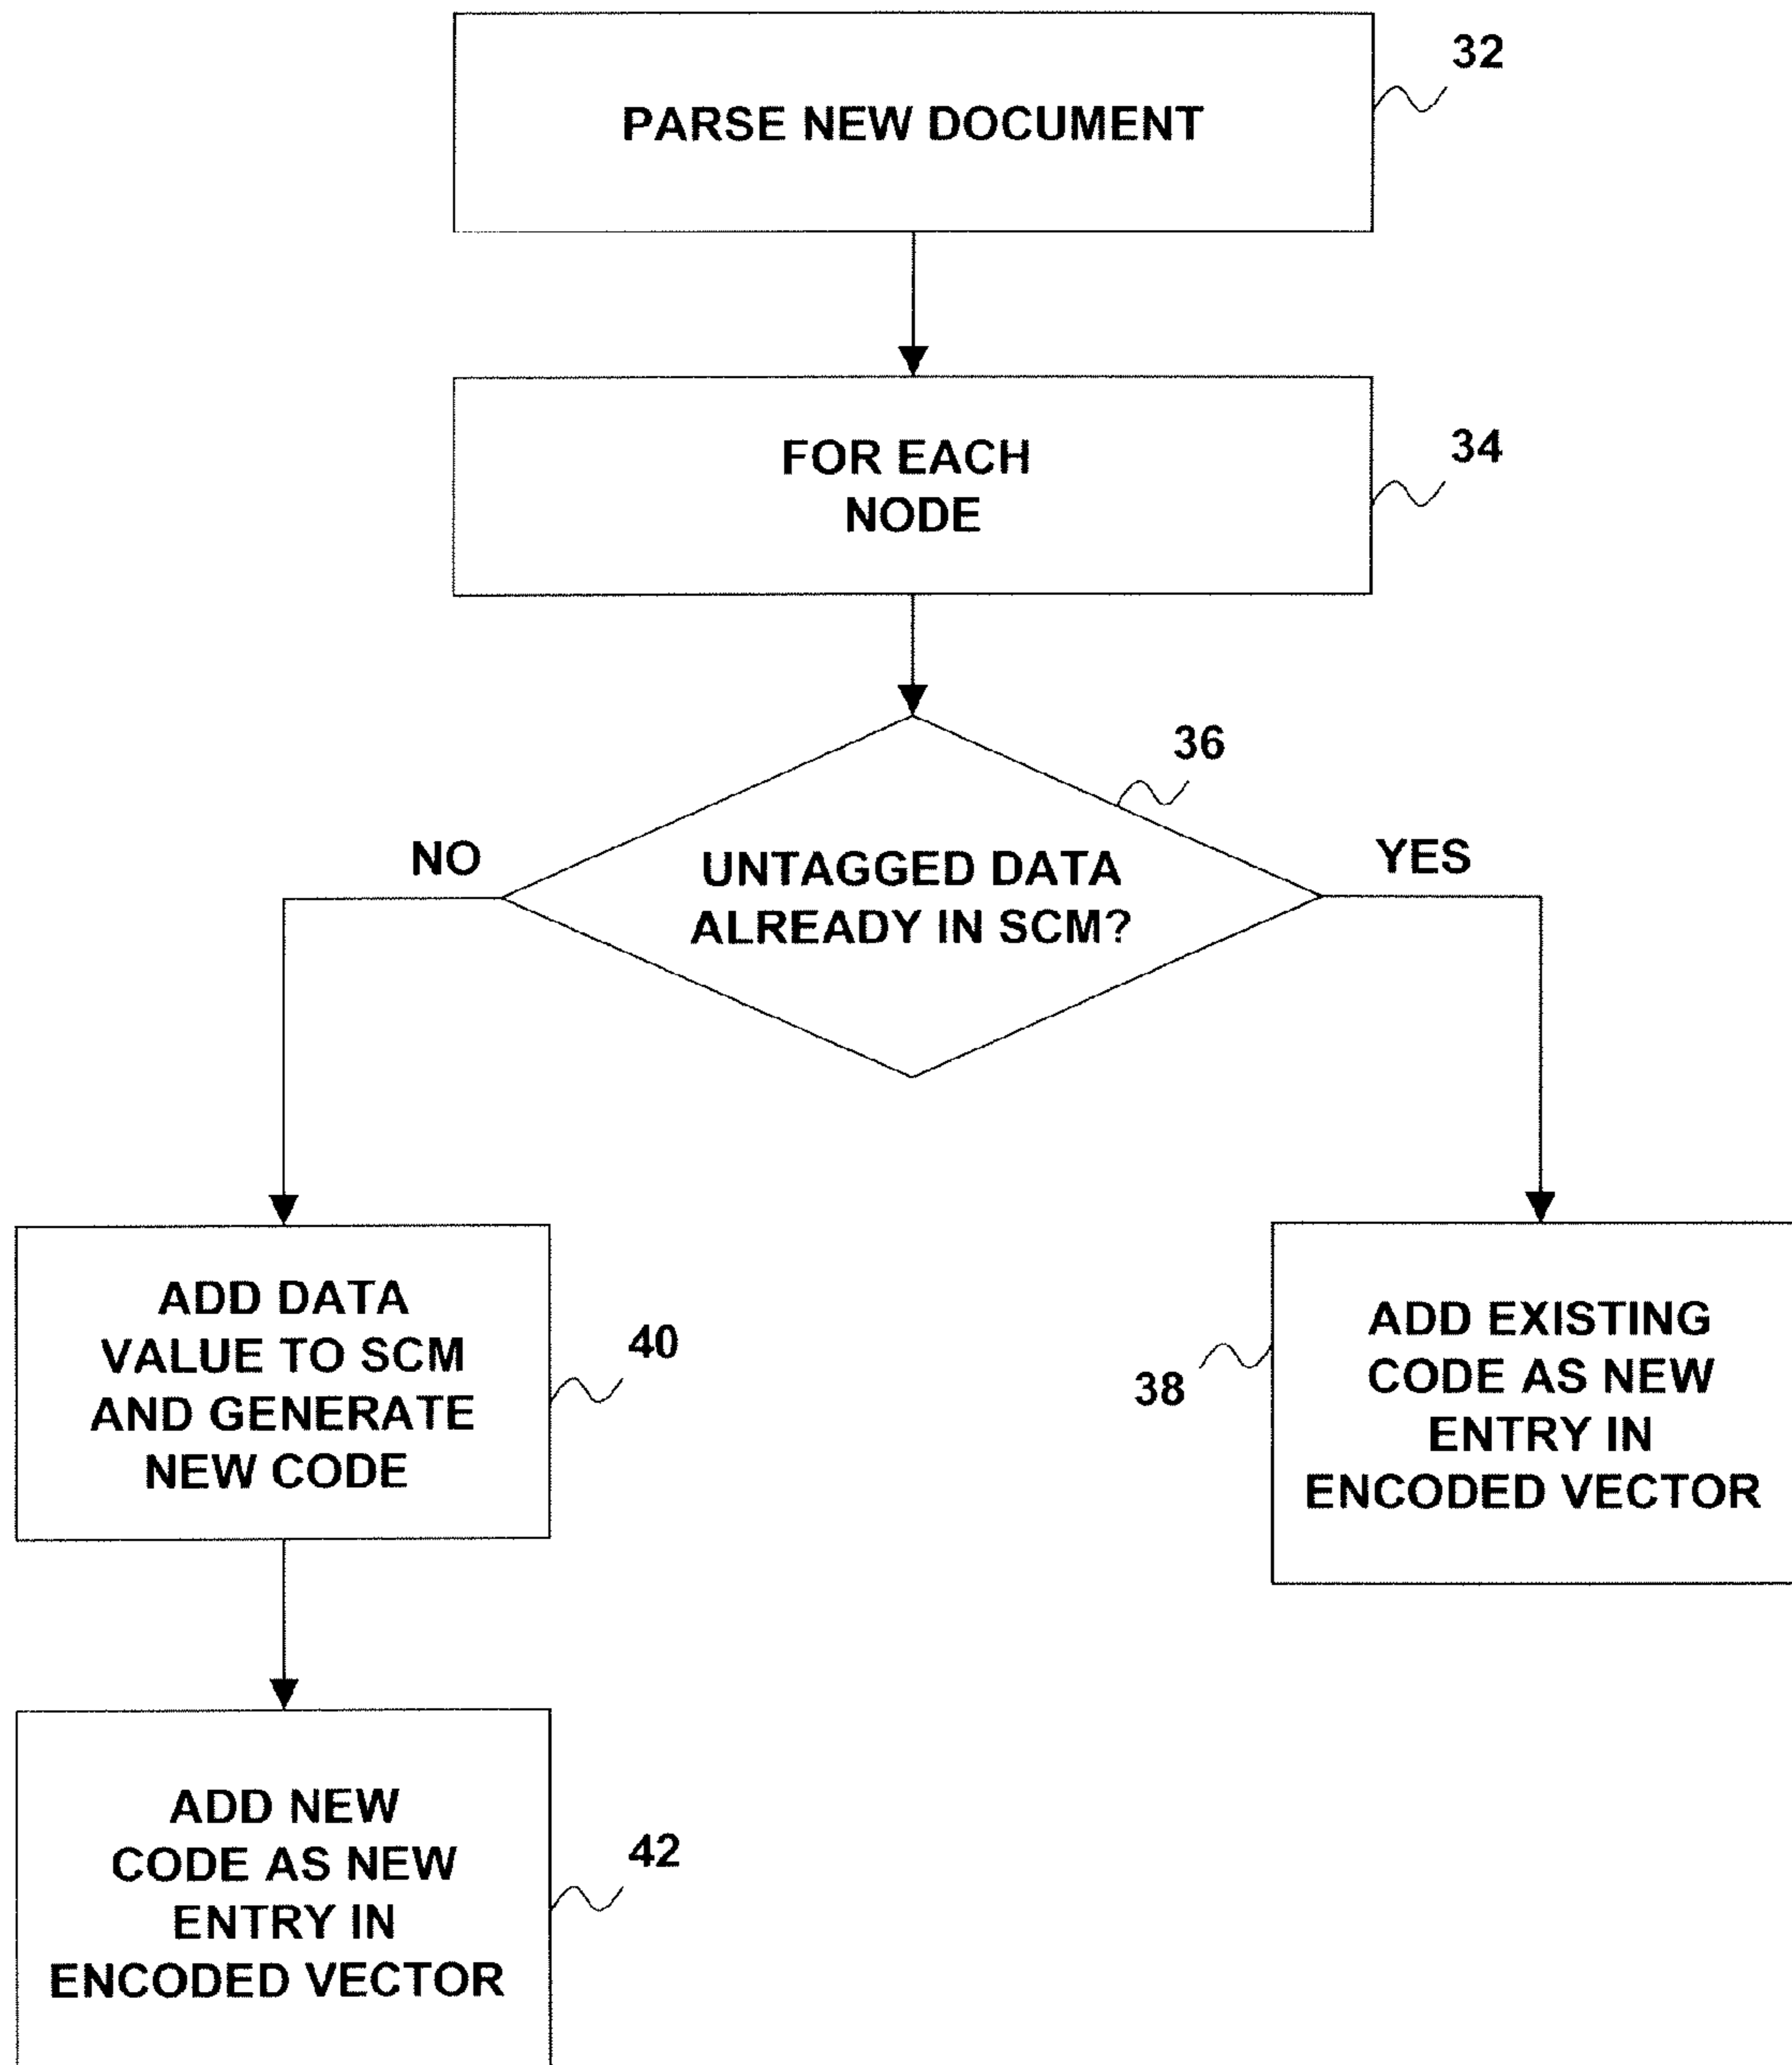 PARSE NEW DOCUMENT
32
FOR EACH
NODE
34
36
NO
UNTAGGED DATA
ALREADY IN SCM?
YES
ADD DATA
VALUE TO SCM
AND GENERATE
NEW CODE
40
38
ADD EXISTING
CODE AS NEW
ENTRY IN
ENCODED VECTOR
ADD NEW
CODE AS NEW
ENTRY IN
ENCODED VECTOR
42